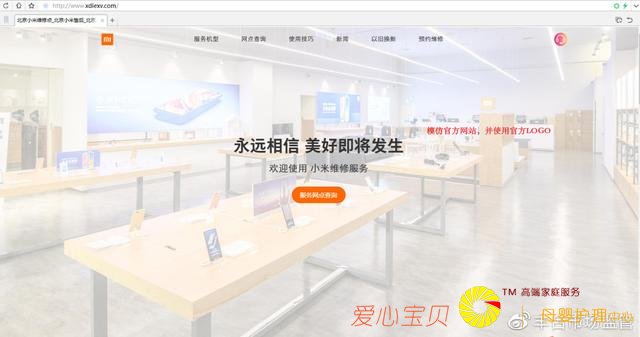 http://www.xdiexv.com/
北京小米维修点_北京小米售后_北京
mi
服务机型 网点查询 使用技巧 新闻 以旧换新 预约维修
模仿官方网站，并使用官方LOGO
永远相信 美好即将发生
欢迎使用 小米维修服务
服务网点查询
TM 高端家庭服务
爱心宝贝 母婴护理中心
丰台市场监管